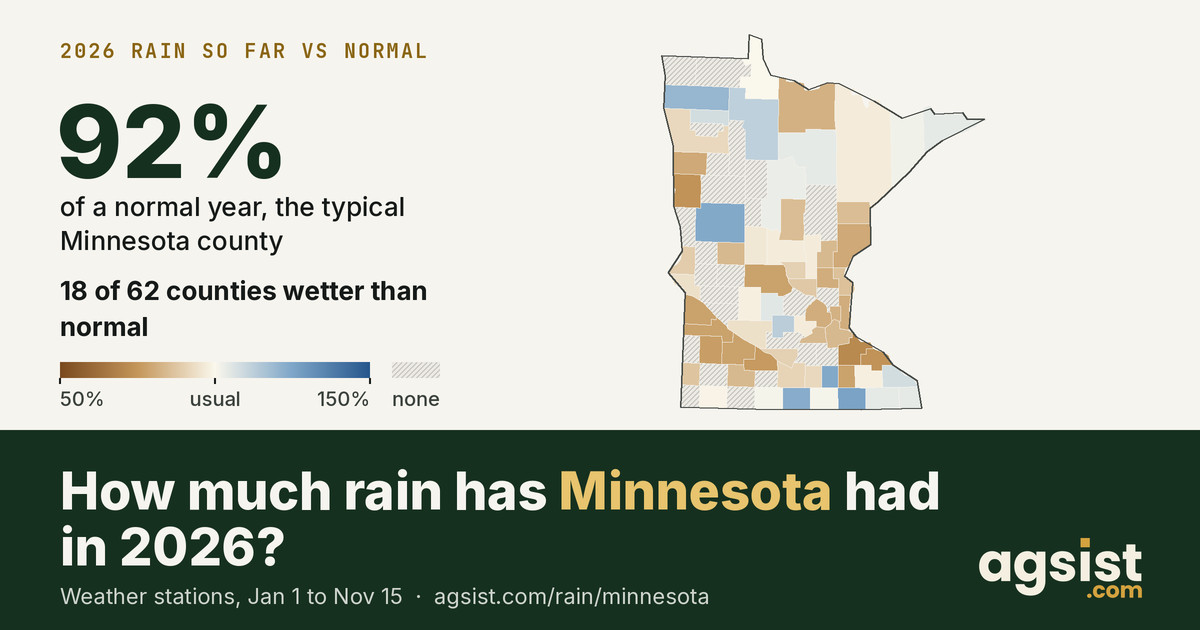 2026 RAIN SO FAR VS NORMAL
92%
of a normal year, the typical
Minnesota county
18 of 62 counties wetter than
normal
50% usual 150% none
How much rain has Minnesota had
in 2026?
Weather stations, Jan 1 to Nov 15 · agsist.com/rain/minnesota
agsist
.com